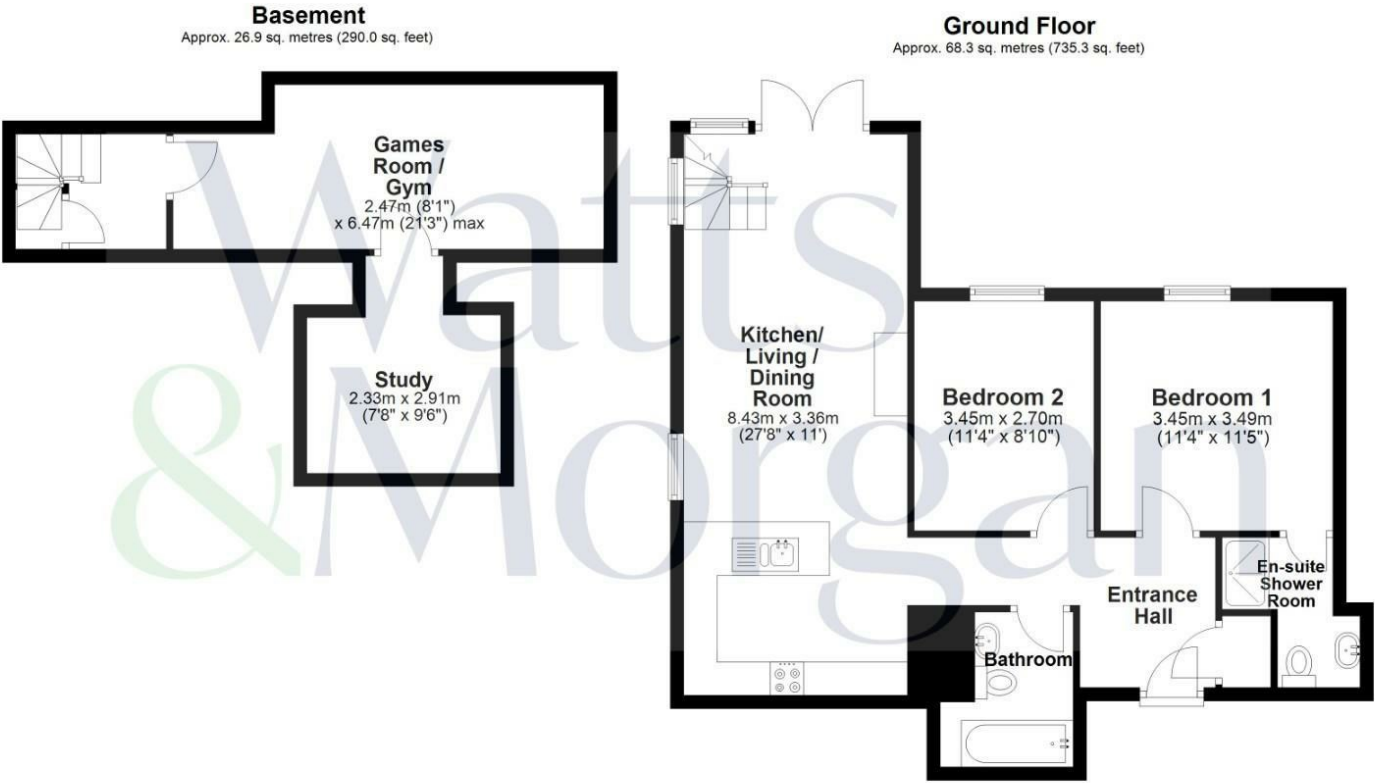 Basement
Approx. 26.9 sq. metres (290.0 sq. feet)
Games
Room /
Gym
2.47m (8'1")
x 6.47m (21'3") max
Study
2.33m x 2.91m
(7'8" x 9'6")
Ground Floor
Approx. 68.3 sq. metres (735.3 sq. feet)
Kitchen/
Living /
Dining
Room
8.43m x 3.36m
(27'8" x 11')
Bedroom 2
3.45m x 2.70m
(11'4" x 8'10")
Bedroom 1
3.45m x 3.49m
(11'4" x 11'5")
En-suite
Shower
Room
Entrance
Hall
Bathroom
Watts
&Morgan